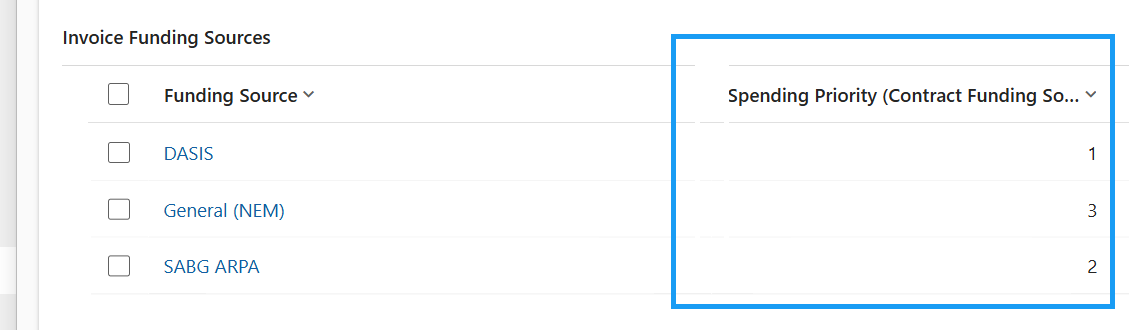 Invoice Funding Sources
Funding Source Spending Priority (Contract Funding So...
DASIS 1
General (NEM) 3
SABG ARPA 2